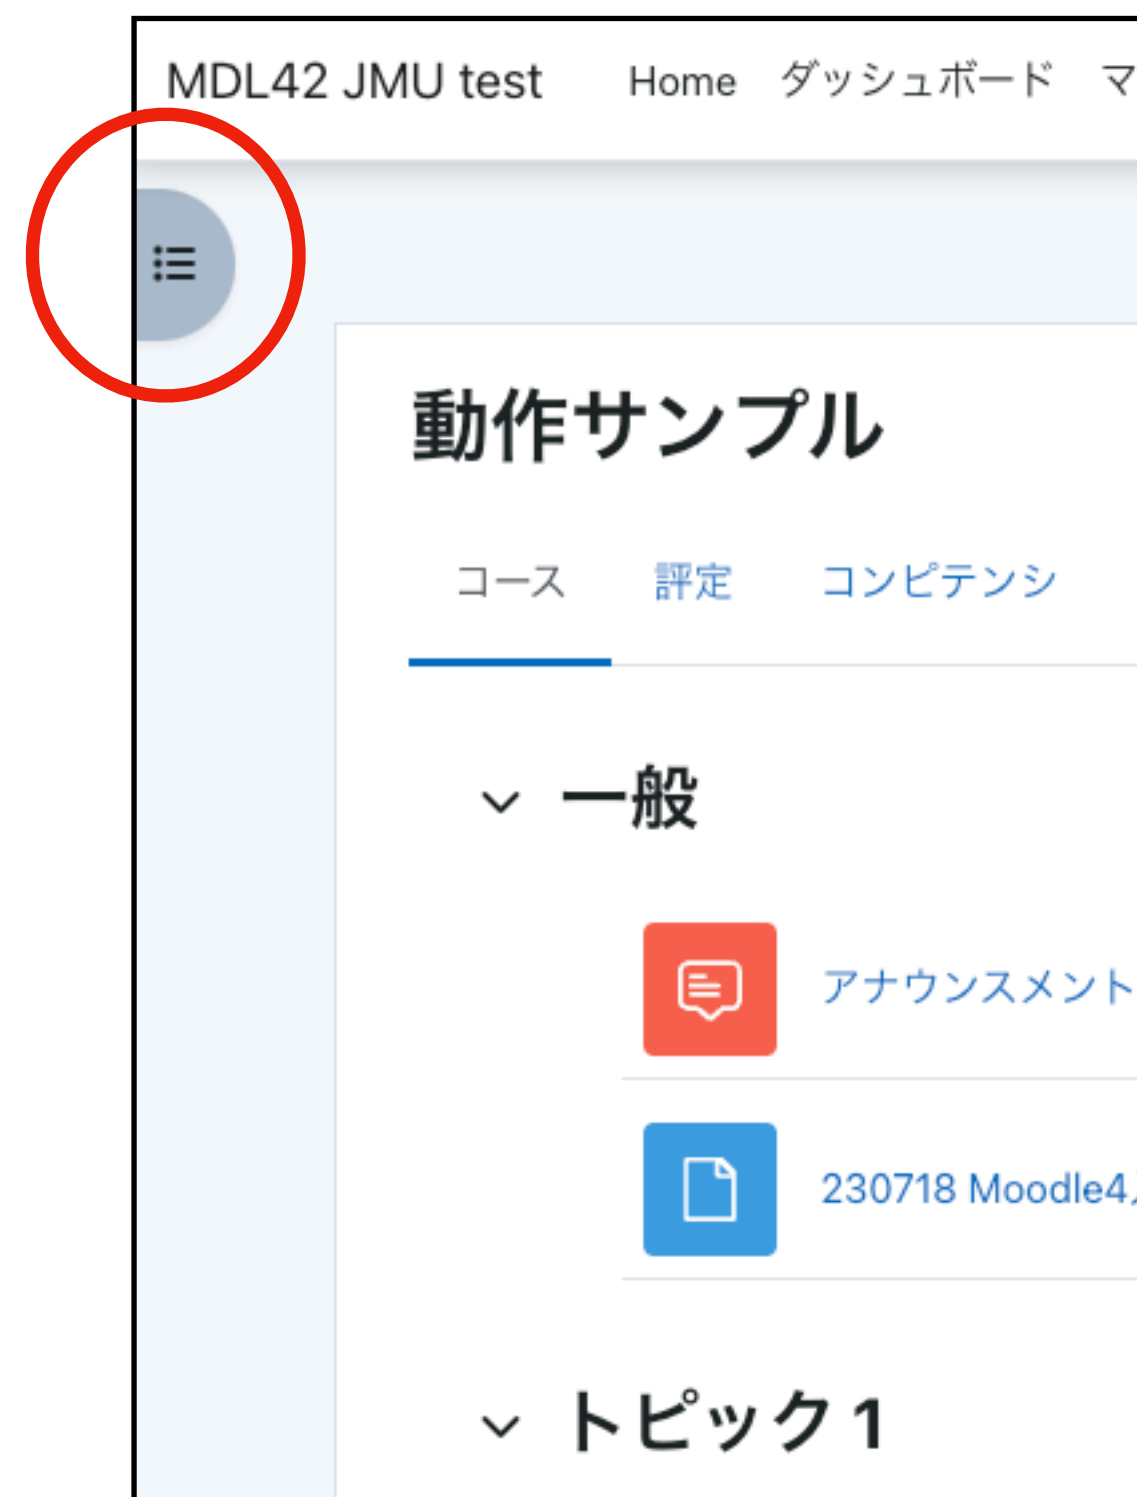 MDL42 JMU test Home ダッシュボード マ
動作サンプル
コース 評定 コンピテンシ
一般
アナウンスメント
230718 Moodle4
トピック 1